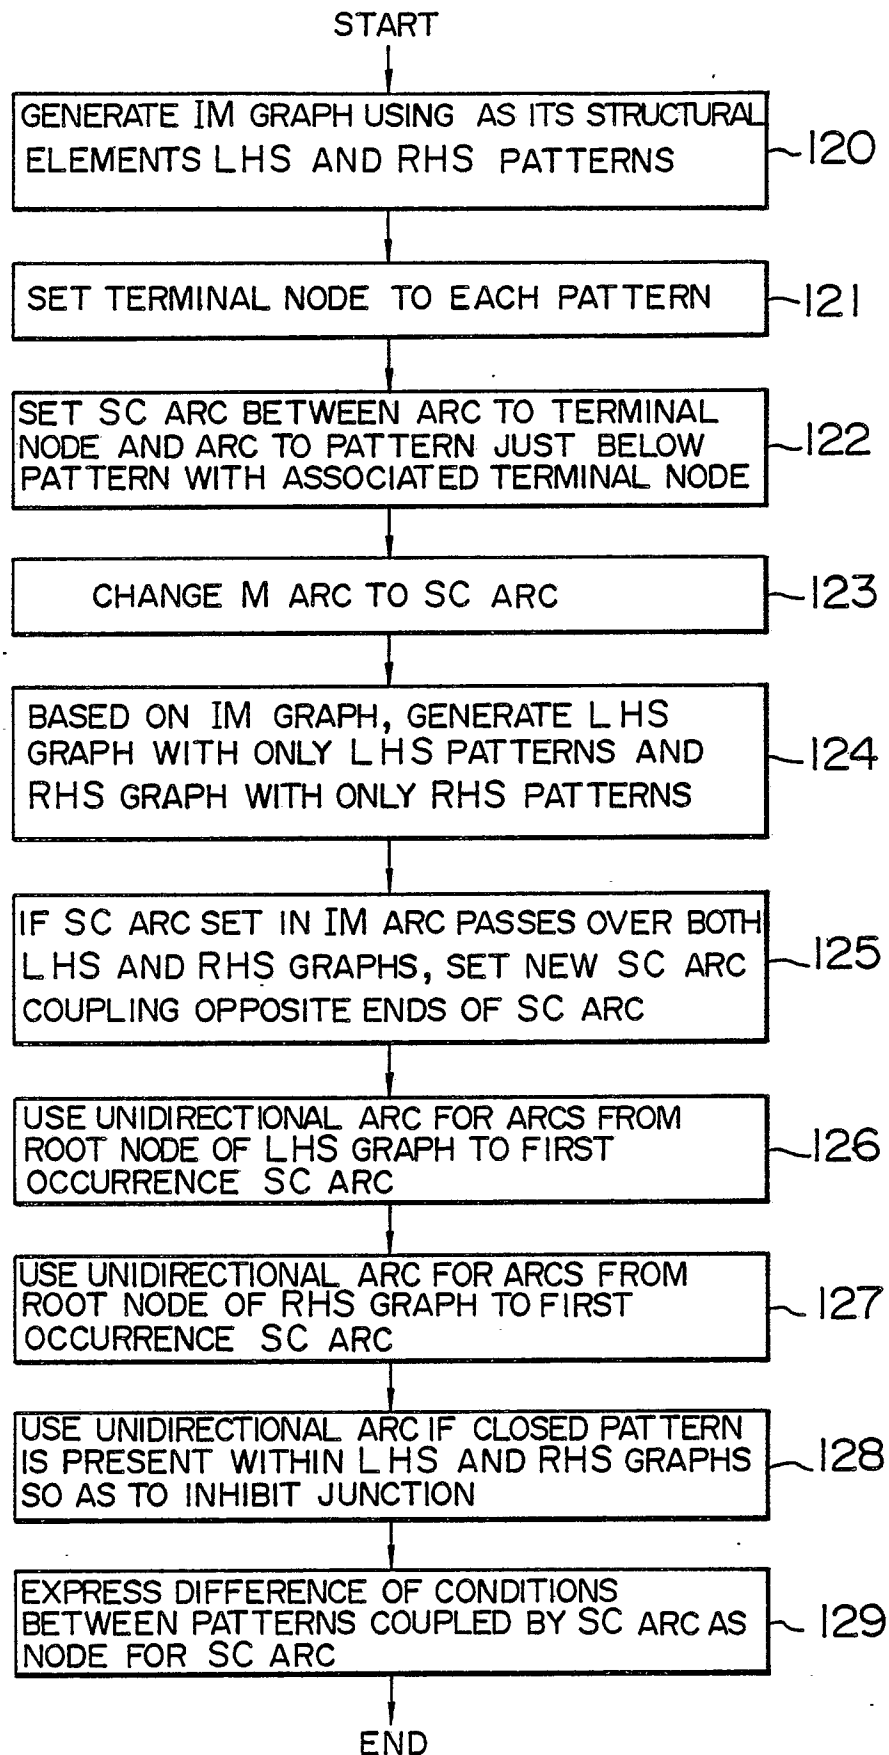 START
GENERATE IM GRAPH USING AS ITS STRUCTURAL
ELEMENTS LHS AND RHS PATTERNS
120
SET TERMINAL NODE TO EACH PATTERN
121
SET SC ARC BETWEEN ARC TO TERMINAL
NODE AND ARC TO PATTERN JUST BELOW
PATTERN WITH ASSOCIATED TERMINAL NODE
122
CHANGE M ARC TO SC ARC
123
BASED ON IM GRAPH, GENERATE LHS
GRAPH WITH ONLY LHS PATTERNS AND
RHS GRAPH WITH ONLY RHS PATTERNS
124
IF SC ARC SET IN IM ARC PASSES OVER BOTH
LHS AND RHS GRAPHS, SET NEW SC ARC
COUPLING OPPOSITE ENDS OF SC ARC
125
USE UNIDIRECTIONAL ARC FOR ARCS FROM
ROOT NODE OF LHS GRAPH TO FIRST
OCCURRENCE SC ARC
126
USE UNIDIRECTIONAL ARC FOR ARCS FROM
ROOT NODE OF RHS GRAPH TO FIRST
OCCURRENCE SC ARC
127
USE UNIDIRECTIONAL ARC IF CLOSED PATTERN
IS PRESENT WITHIN LHS AND RHS GRAPHS
SO AS TO INHIBIT JUNCTION
128
EXPRESS DIFFERENCE OF CONDITIONS
BETWEEN PATTERNS COUPLED BY SC ARC AS
NODE FOR SC ARC
129
END